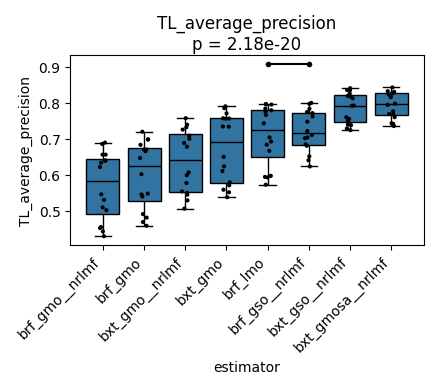 TL_average_precision
p = 2.18e-20
TL_average_precision
0.9
0.8
0.7
0.6
0.5
brf_gmo__nrlmf
brf_gmo
bxt_gmo__nrlmf
bxt_gmo
brf_lmo
brf_gso__nrlmf
bxt_gso__nrlmf
bxt_gmosa__nrlmf
estimator